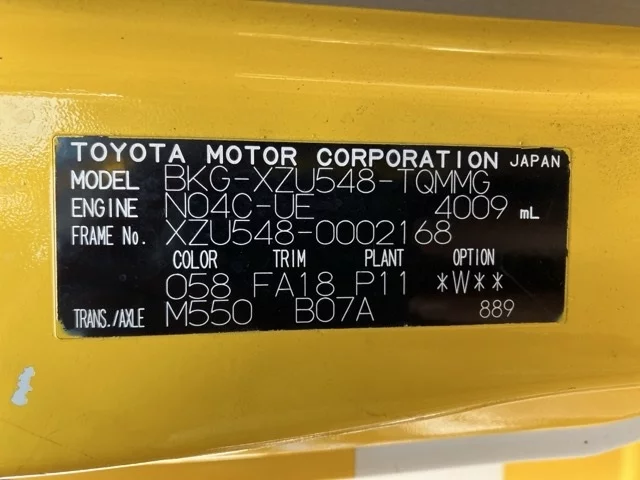 TOYOTA MOTOR CORPORATION JAPAN
MODEL BKG-XZU548-TQMMG
ENGINE N04C-UE 4009 mL
FRAME No. XZU548-0002168
COLOR TRIM PLANT OPTION
058 FA18 P11 *W**
TRANS./AXLE M550 B07A 889